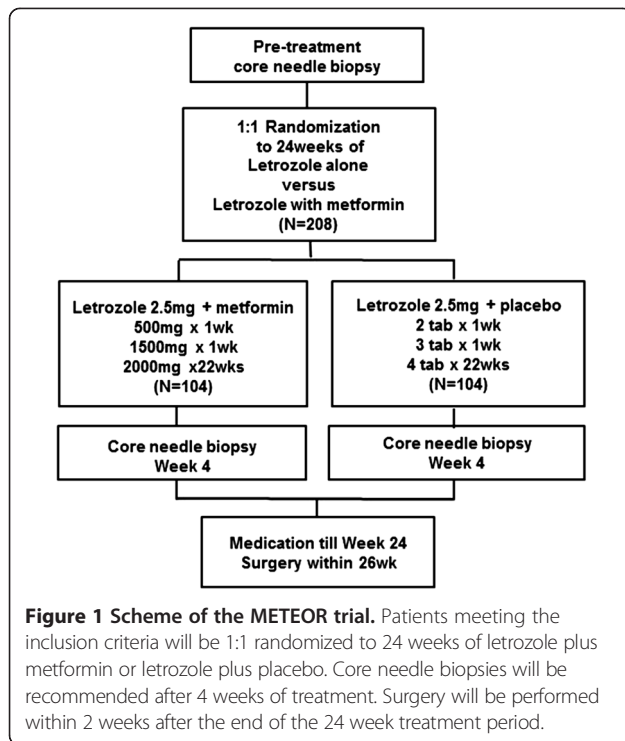 Pre-treatment
core needle biopsy
1:1 Randomization
to 24weeks of
Letrozole alone
versus
Letrozole with metformin
(N=208)
Letrozole 2.5mg + metformin
500mg x 1wk
1500mg x 1wk
2000mg x22wks
(N=104)
Letrozole 2.5mg + placebo
2 tab x 1wk
3 tab x 1wk
4 tab x 22wks
(N=104)
Core needle biopsy
Week 4
Core needle biopsy
Week 4
Medication till Week 24
Surgery within 26wk
Figure 1 Scheme of the METEOR trial. Patients meeting the
inclusion criteria will be 1:1 randomized to 24 weeks of letrozole plus
metformin or letrozole plus placebo. Core needle biopsies will be
recommended after 4 weeks of treatment. Surgery will be performed
within 2 weeks after the end of the 24 week treatment period.